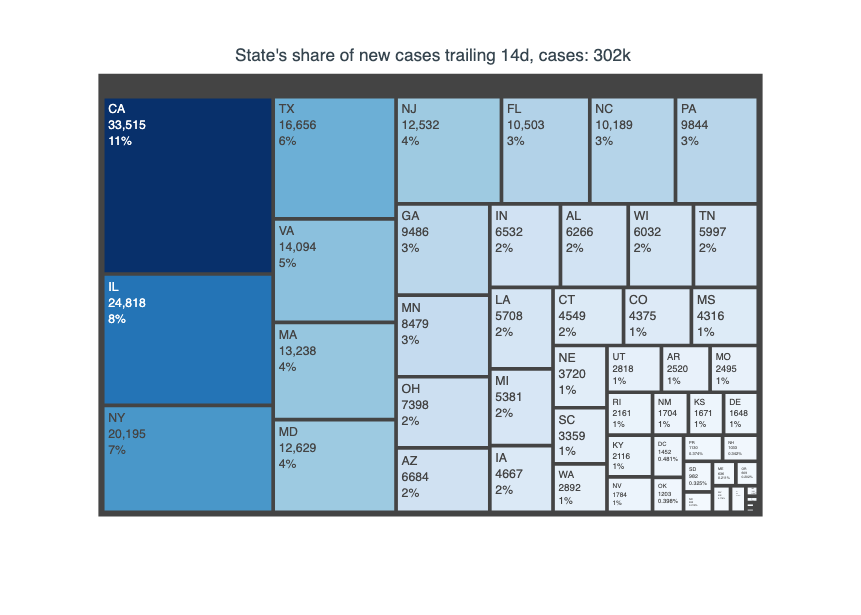 State's share of new cases trailing 14d, cases: 302k
CA
33,515
11%
IL
24,818
8%
NY
20,195
7%
TX
16,656
6%
VA
14,094
5%
MA
13,238
4%
MD
12,629
4%
NJ
12,532
4%
FL
10,503
3%
NC
10,189
3%
PA
9844
3%
GA
9486
3%
MN
8479
3%
OH
7398
2%
AZ
6684
2%
IN
6532
2%
AL
6266
2%
WI
6032
2%
TN
5997
2%
LA
5708
2%
MI
5381
2%
IA
4667
2%
CT
4549
2%
CO
4375
1%
MS
4316
1%
NE
3720
1%
SC
3359
1%
WA
2892
1%
UT
2818
1%
AR
2520
1%
MO
2495
1%
RI
2161
1%
KY
2116
1%
NV
1784
1%
NM
1704
1%
KS
1671
1%
DE
1648
1%
DC
1452
0.481%
OK
1203
0.398%
SD
982
0.325%